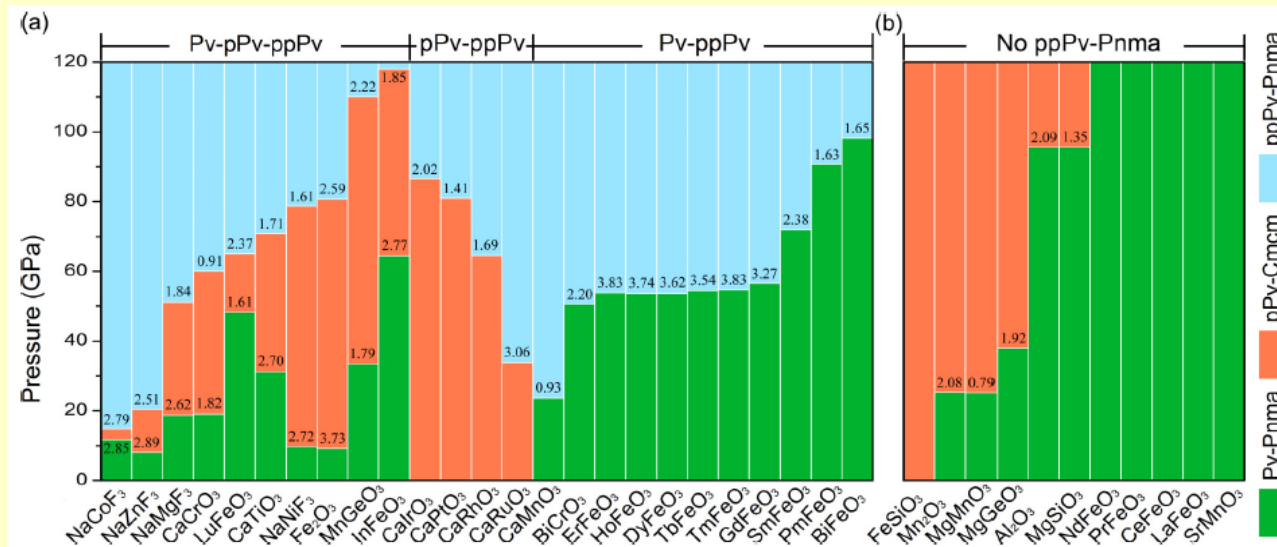 (a)
Pv-pPv-ppPv
pPv-ppPv
Pv-ppPv
(b)
No ppPv-Pnma
Pressure (GPa)
120
100
80
60
40
20
0
2.79
2.85
2.51
2.89
1.84
2.62
0.91
1.82
2.37
1.61
1.71
2.70
1.61
2.72
2.59
3.73
2.22
1.79
1.85
2.77
2.02
1.41
1.69
3.06
0.93
2.20
3.83
3.74
3.62
3.54
3.83
3.27
2.38
1.63
1.65
2.08
0.79
1.92
2.09
1.35
NaCoF₃
NaZnF₃
NaMgF₃
CaCrO₃
LuFeO₃
CaTiO₃
NaNiF₃
Fe₂O₃
MnGeO₃
InFeO₃
CaIrO₃
CaPtO₃
CaRhO₃
CaRuO₃
CaMnO₃
BiCrO₃
ErFeO₃
HoFeO₃
DyFeO₃
TbFeO₃
TmFeO₃
GdFeO₃
SmFeO₃
PmFeO₃
BiFeO₃
FeSiO₃
Mn₂O₃
MgMnO₃
MgGeO₃
Al₂O₃
MgSiO₃
NdFeO₃
PrFeO₃
CeFeO₃
LaFeO₃
SrMnO₃
ppPv-Pnma
pPv-Cmcm
Pv-Pnma